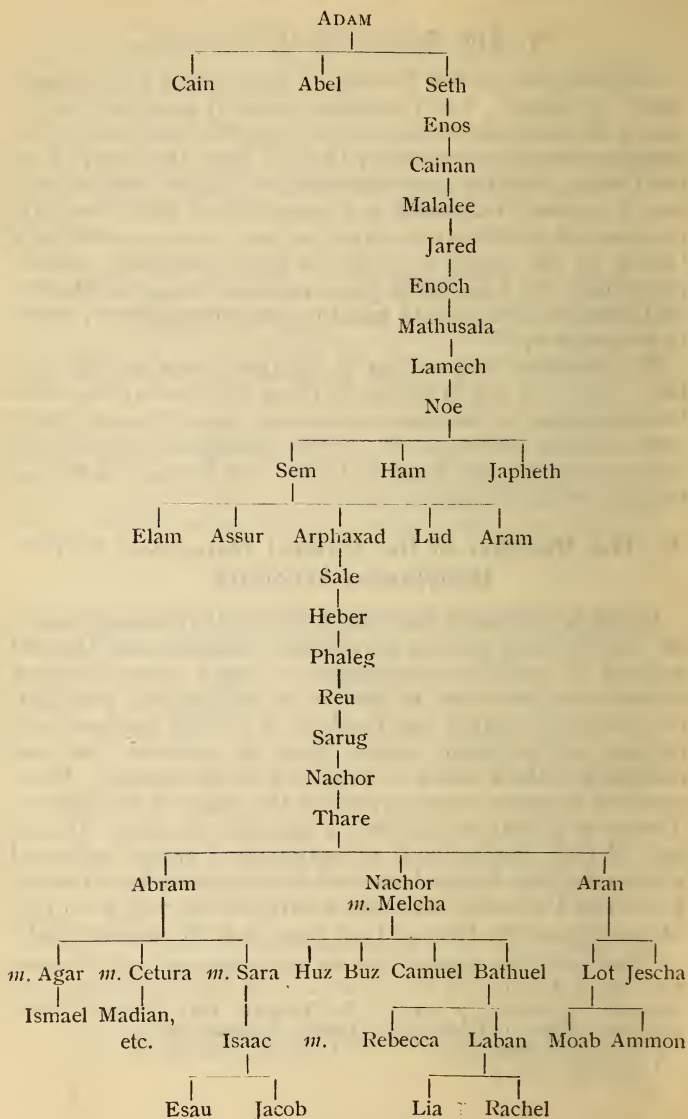 ADAM
Cain Abel Seth
Enos
Cainan
Malalee
Jared
Enoch
Mathusala
Lamech
Noe
Sem Ham Japheth
Elam Assur Arphaxad Lud Aram
Sale
Heber
Phaleg
Reu
Sarug
Nachor
Thare
Abram Nachor Aran
m. Melcha
m. Agar m. Cetura m. Sara Huz Buz Camuel Bathuel Lot Jescha
Ismael Madian,
etc. Isaac m. Rebecca Laban Moab Ammon
Esau Jacob Lia Rachel